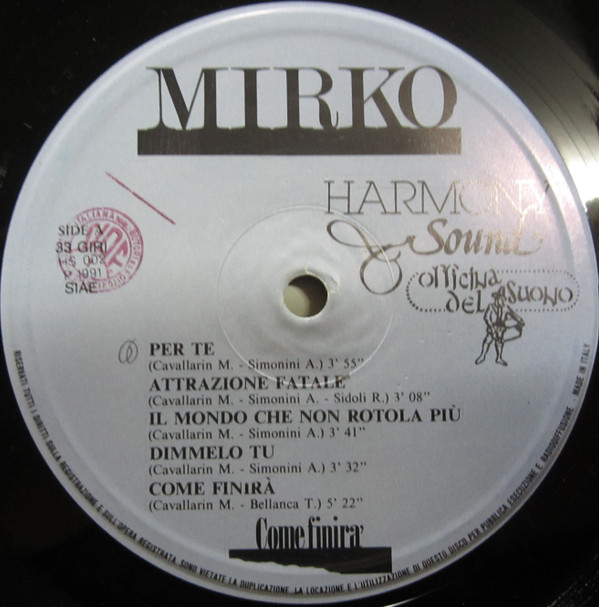 MIRKO
HARMONY
Sound
officina
DEL SUONO
SIDE A
33 GIRI
HS 002
P 1991
SIAE
PER TE
(Cavallarin M. - Simonini A.) 3' 55"
ATTRAZIONE FATALE
(Cavallarin M. - Simonini A. - Sidoli R.) 3' 08"
IL MONDO CHE NON ROTOLA PIÙ
(Cavallarin M. - Simonini A.) 3' 41"
DIMMELO TU
(Cavallarin M. - Simonini A.) 3' 32"
COME FINIRÀ
(Cavallarin M. - Bellanca T.) 5' 22"
Come finirà
RISERVATI TUTTI I DIRITTI DELLA REGISTRAZIONE E DELL'OPERA REGISTRATA. SONO VIETATE LA DUPLICAZIONE, LA LOCAZIONE E L'UTILIZZAZIONE DI QUESTO DISCO PER PUBBLICA ESECUZIONE E RADIODIFFUSIONE - MADE IN ITALY